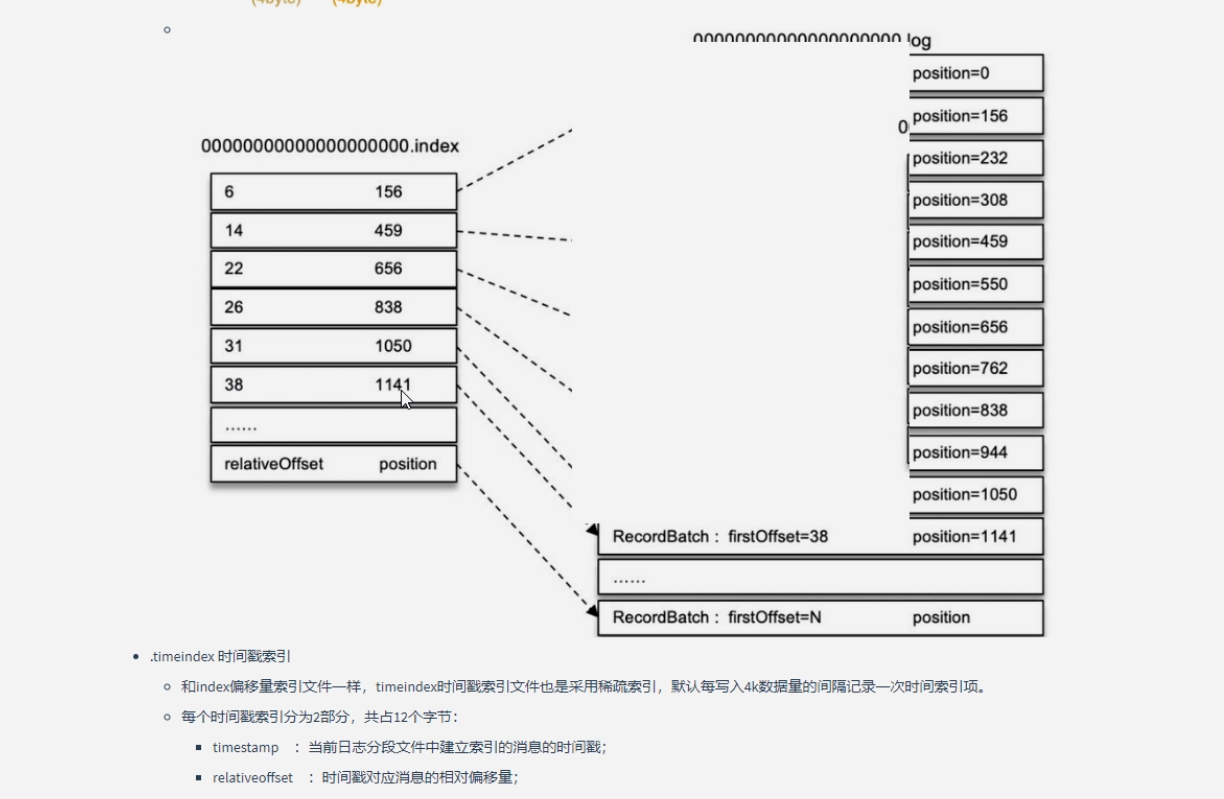 (4byte) (4byte)
00000000000000000000.log
position=0
position=156
0
position=232
position=308
position=459
position=550
position=656
position=762
position=838
position=944
position=1050
RecordBatch : firstOffset=38 position=1141
......
RecordBatch : firstOffset=N position
00000000000000000000.index
6 156
14 459
22 656
26 838
31 1050
38 1141
......
relativeOffset position
.timeindex 时间戳索引
和index偏移量索引文件一样，timeindex时间戳索引文件也是采用稀疏索引，默认每写入4k数据量的间隔记录一次时间索引项。
每个时间戳索引分为2部分，共占12个字节：
timestamp ：当前日志分段文件中建立索引的消息的时间戳；
relativeoffset ：时间戳对应消息的相对偏移量；